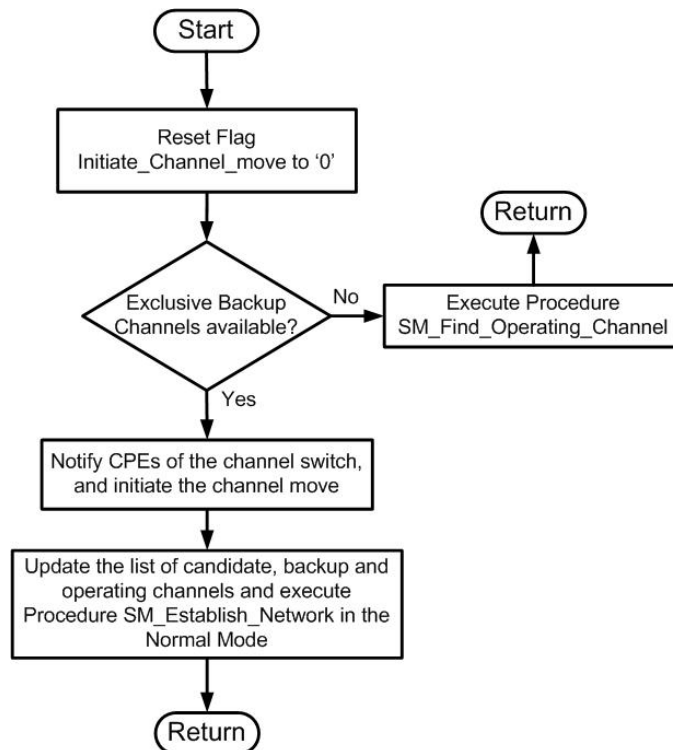 Start
Reset Flag
Initiate_Channel_move to ‘0’
Exclusive Backup
Channels available?
No
Execute Procedure
SM_Find_Operating_Channel
Return
Yes
Notify CPEs of the channel switch,
and initiate the channel move
Update the list of candidate, backup and
operating channels and execute
Procedure SM_Establish_Network in the
Normal Mode
Return